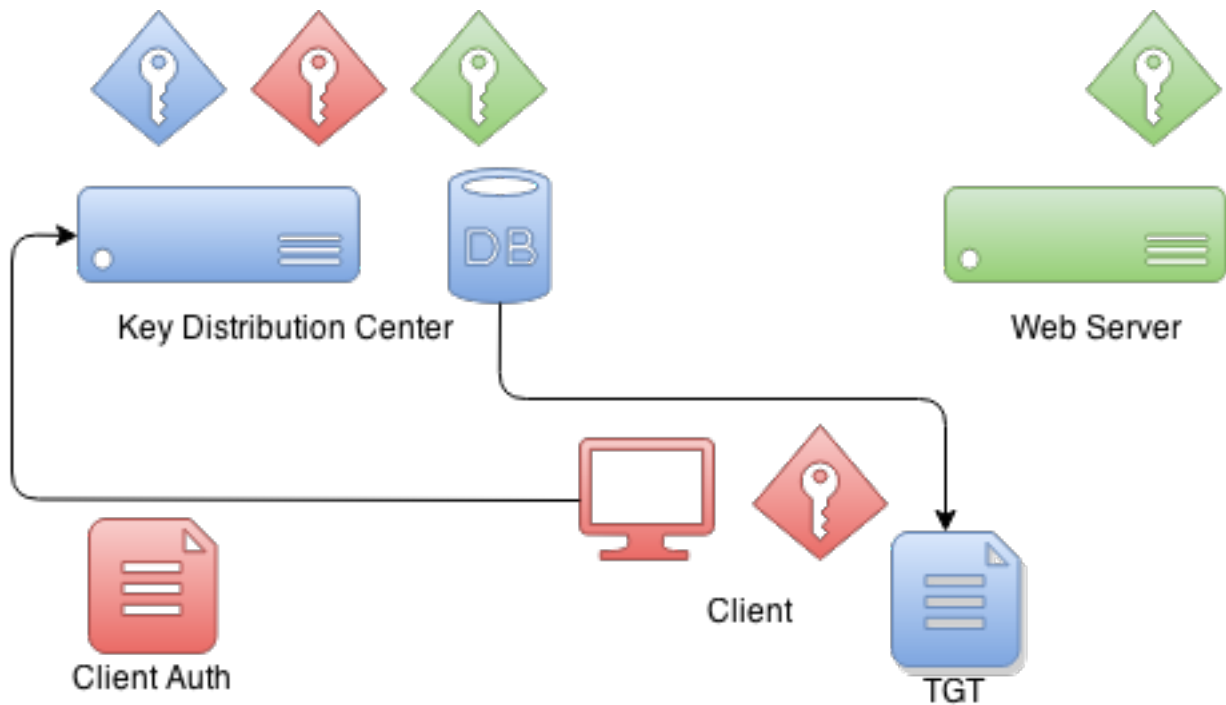 DB
Key Distribution Center
Web Server
Client
Client Auth
TGT